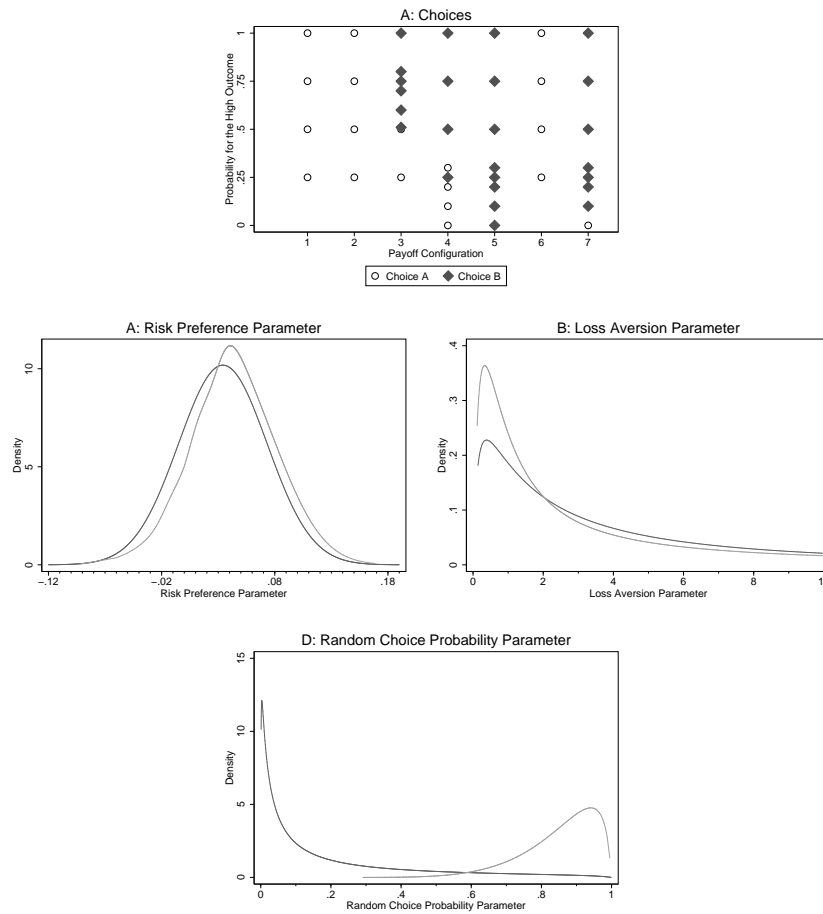 A: Choices
Probability for the High Outcome
1
.75
.5
.25
0
1 2 3 4 5 6 7
Payoff Configuration
Choice A Choice B
A: Risk Preference Parameter
Density
10
5
0
−.12 −.02 .08 .18
Risk Preference Parameter
B: Loss Aversion Parameter
Density
.4
.3
.2
.1
0
0 2 4 6 8
Loss Aversion Parameter
D: Random Choice Probability Parameter
Density
15
10
5
0
0 .2 .4 .6 .8 1
Random Choice Probability Parameter